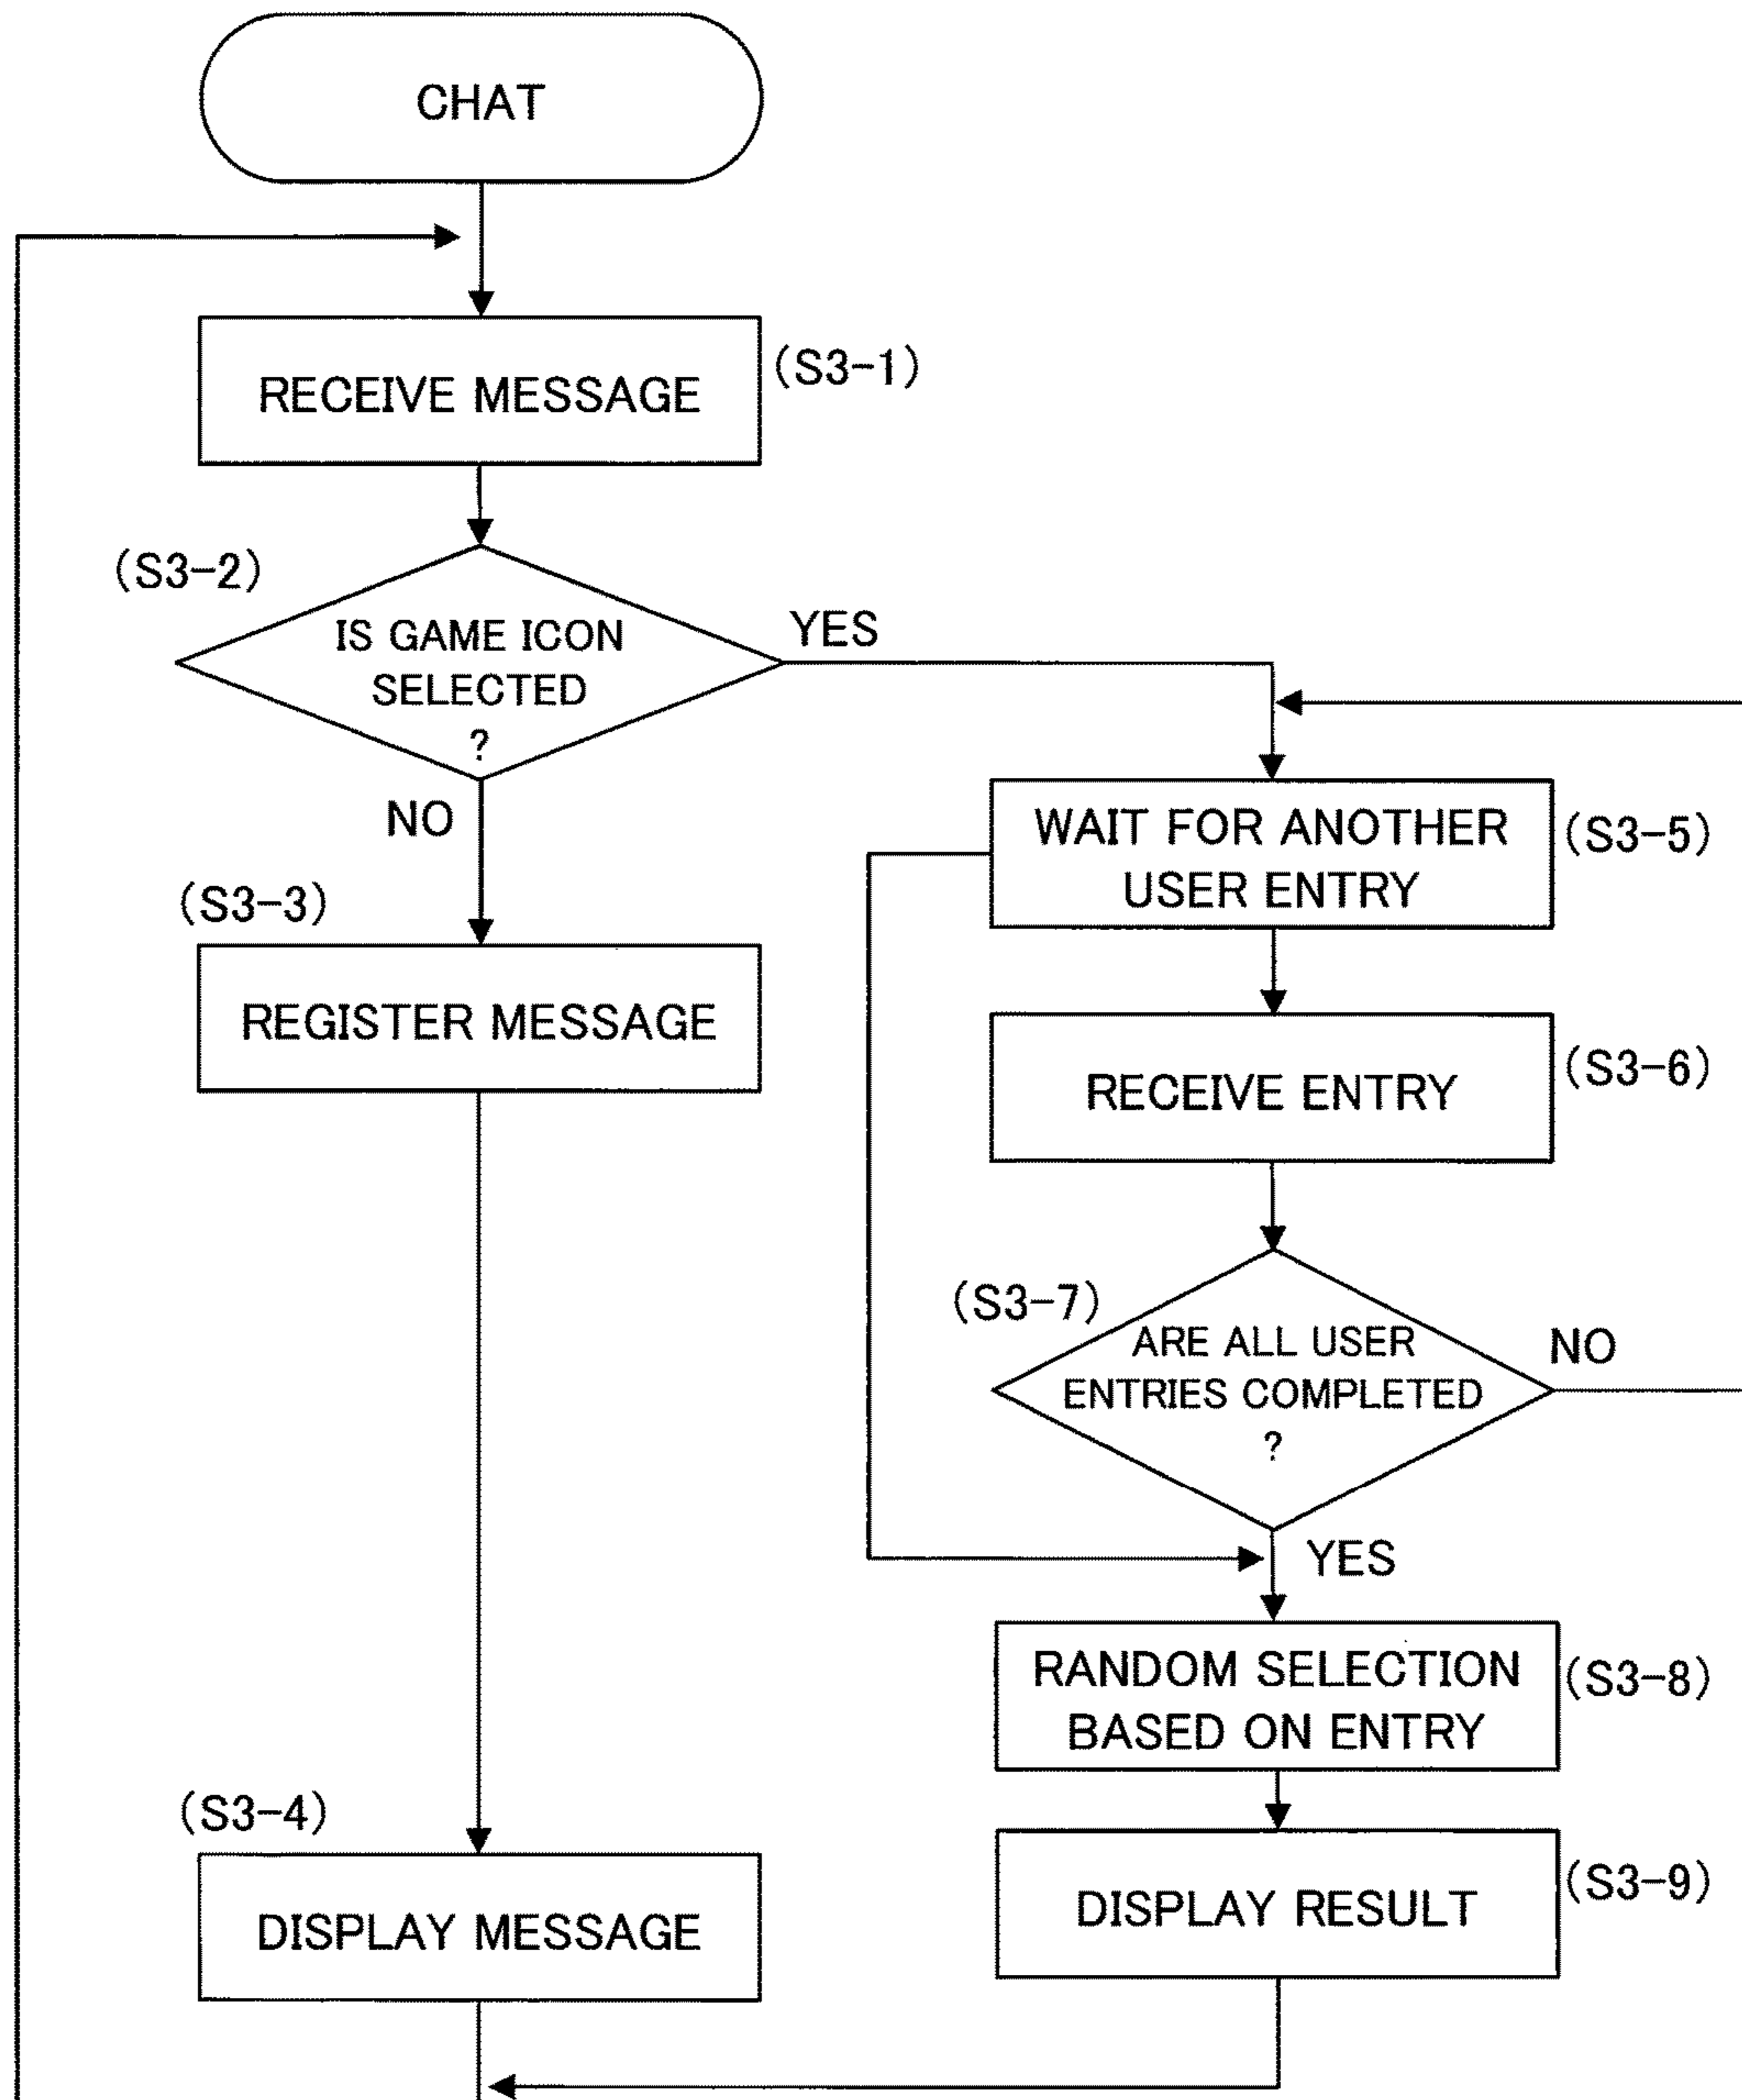 CHAT
RECEIVE MESSAGE
(S3-1)
(S3-2)
IS GAME ICON
SELECTED
?
YES
NO
(S3-3)
REGISTER MESSAGE
(S3-4)
DISPLAY MESSAGE
WAIT FOR ANOTHER
USER ENTRY
(S3-5)
RECEIVE ENTRY
(S3-6)
(S3-7)
ARE ALL USER
ENTRIES COMPLETED
?
NO
YES
RANDOM SELECTION
BASED ON ENTRY
(S3-8)
DISPLAY RESULT
(S3-9)